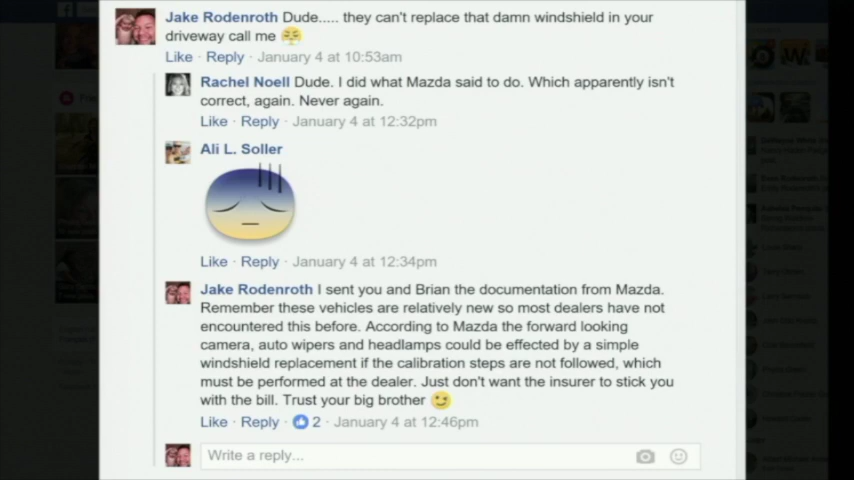 Jake Rodenroth Dude..... they can't replace that damn windshield in your
driveway call me
Like · Reply · January 4 at 10:53am
Rachel Noell Dude. I did what Mazda said to do. Which apparently isn't
correct, again. Never again.
Like · Reply · January 4 at 12:32pm
Ali L. Soller
Like · Reply · January 4 at 12:34pm
Jake Rodenroth I sent you and Brian the documentation from Mazda.
Remember these vehicles are relatively new so most dealers have not
encountered this before. According to Mazda the forward looking
camera, auto wipers and headlamps could be effected by a simple
windshield replacement if the calibration steps are not followed, which
must be performed at the dealer. Just don't want the insurer to stick you
with the bill. Trust your big brother
Like · Reply · 2 · January 4 at 12:46pm
Write a reply...